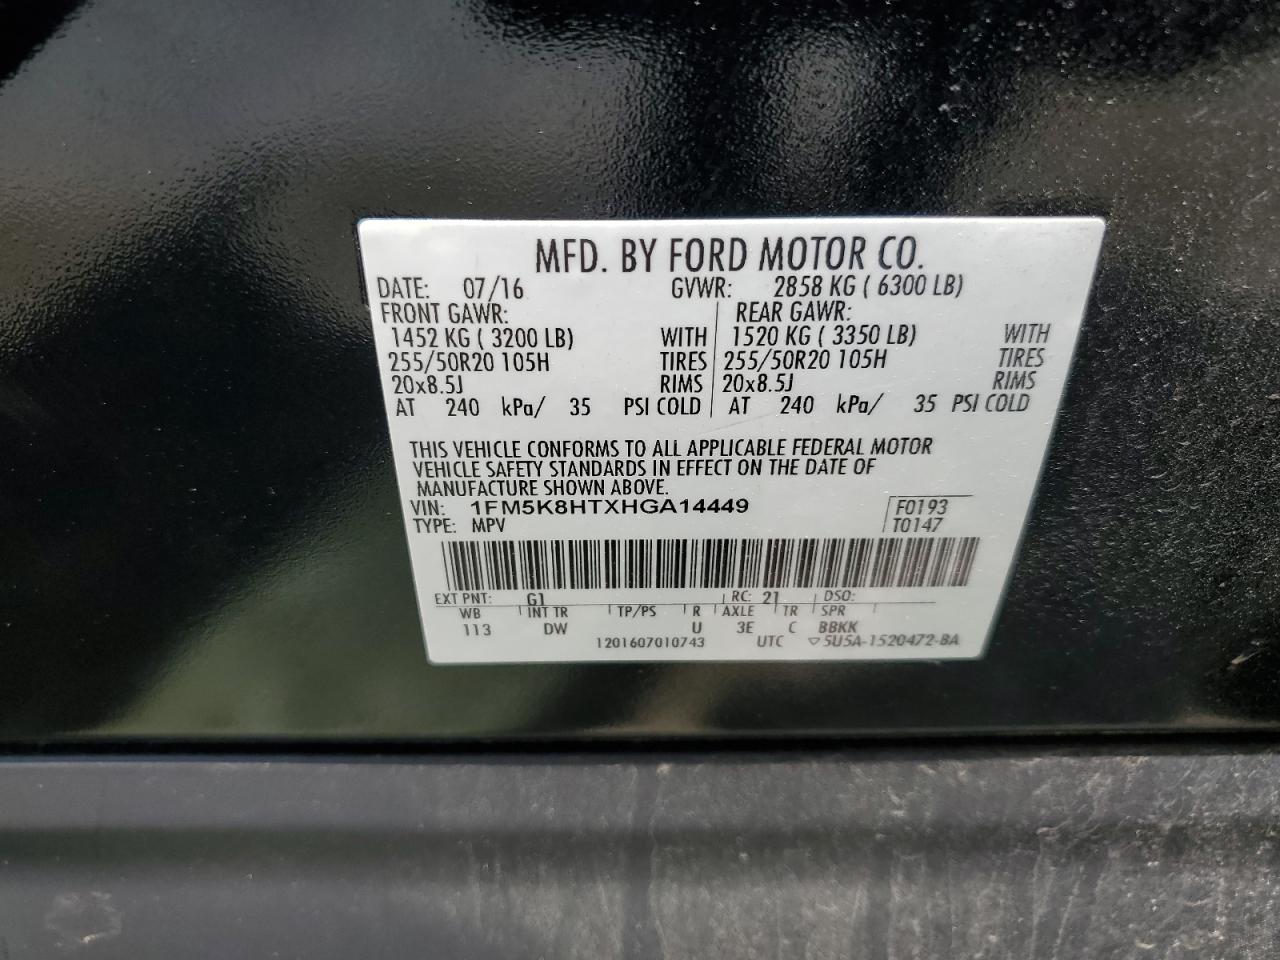 MFD. BY FORD MOTOR CO.
DATE: 07/16 GVWR: 2858 KG ( 6300 LB)
FRONT GAWR: REAR GAWR:
1452 KG ( 3200 LB) WITH 1520 KG ( 3350 LB) WITH
255/50R20 105H TIRES 255/50R20 105H TIRES
20x8.5J RIMS 20x8.5J RIMS
AT 240 kPa/ 35 PSI COLD AT 240 kPa/ 35 PSI COLD
THIS VEHICLE CONFORMS TO ALL APPLICABLE FEDERAL MOTOR
VEHICLE SAFETY STANDARDS IN EFFECT ON THE DATE OF
MANUFACTURE SHOWN ABOVE.
VIN: 1FM5K8HTXHGA14449 F0193
TYPE: MPV T0147
EXT PNT: G1 RC: 21 DSO:
WB INT TR TP/PS R AXLE TR SPR
113 DW U 3E C BBKK
1201607010743 UTC ▽5U5A-1520472-BA